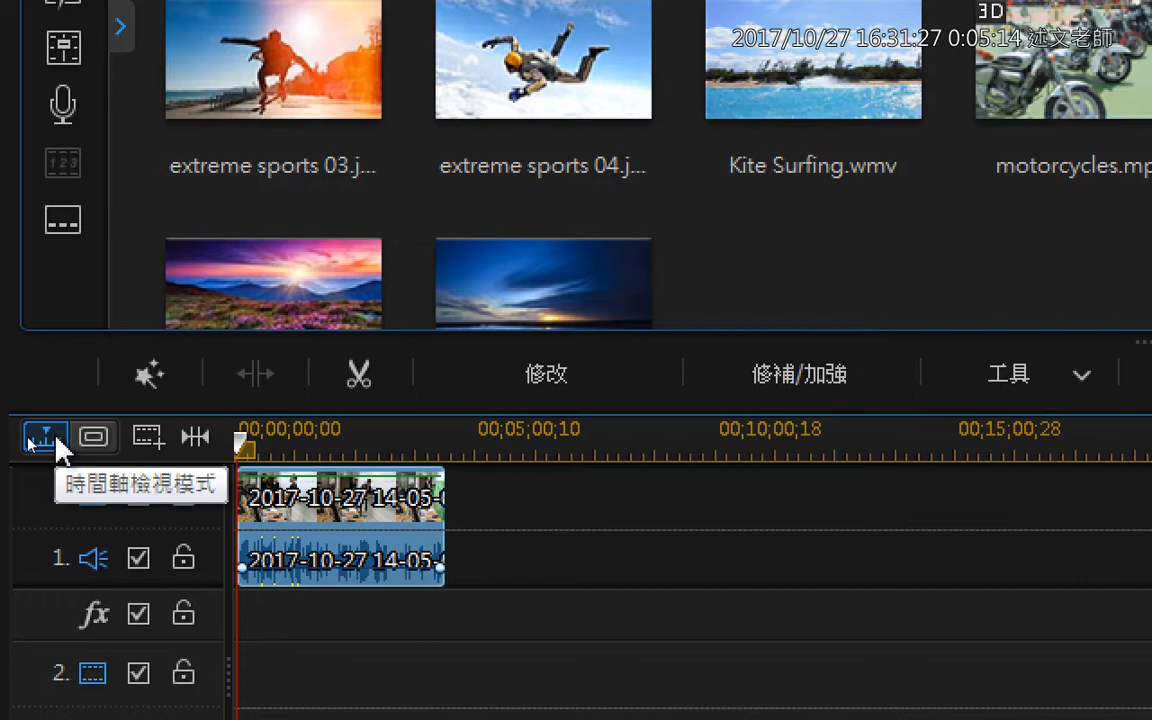 3D
2017/10/27 16:31:27 0:05:14 述文老師
extreme sports 03.j...
extreme sports 04.j...
Kite Surfing.wmv
motorcycles.mp
1 2 3
修改
修補/加強
工具
00;00;00;00
00;05;00;10
00;10;00;18
00;15;00;28
時間軸檢視模式
2017-10-27 14-05-
1.
2017-10-27 14-05-
fx
2.